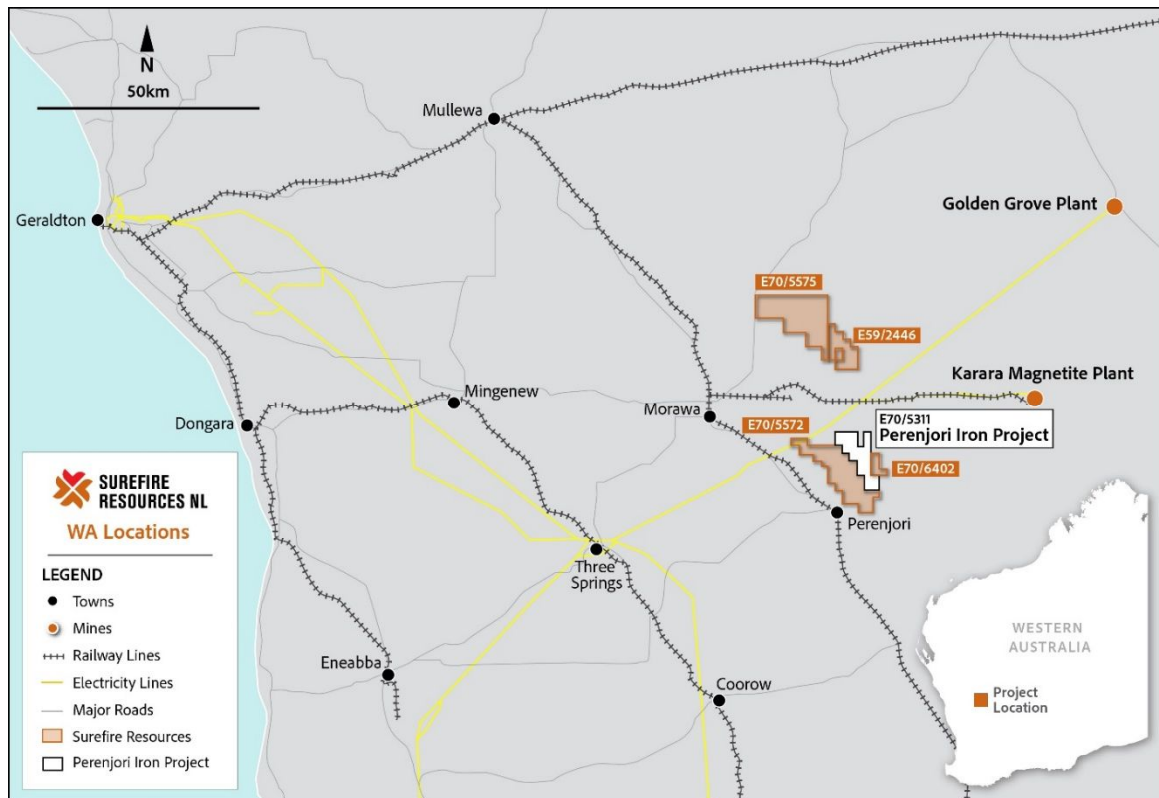 N
50km
Mullewa
Geraldton
Golden Grove Plant
E70/5575
E59/2446
Karara Magnetite Plant
Mingenew
Morawa
Dongara
E70/5311
Perenjori Iron Project
E70/5572
E70/6402
Perenjori
Three
Springs
Eneabba
Coorow
SUREFIRE
RESOURCES NL
WA Locations
LEGEND
Towns
Mines
Railway Lines
Electricity Lines
Major Roads
Surefire Resources
Perenjori Iron Project
WESTERN
AUSTRALIA
Project
Location